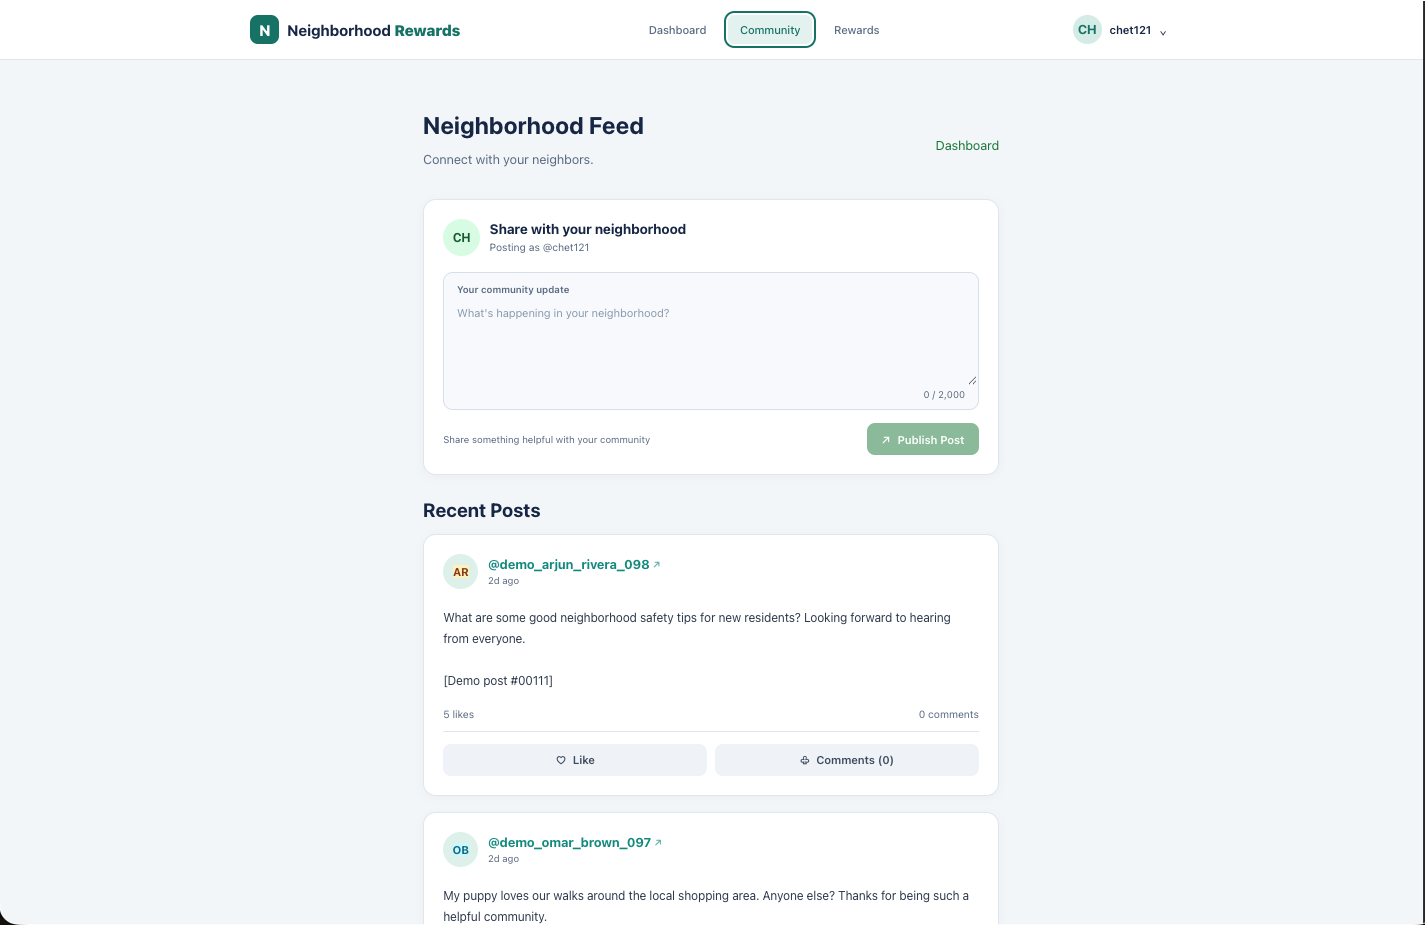 N Neighborhood Rewards
Dashboard
Community
Rewards
CH chet121
Neighborhood Feed
Connect with your neighbors.
Dashboard
CH
Share with your neighborhood
Posting as @chet121
Your community update
What's happening in your neighborhood?
0 / 2,000
Share something helpful with your community
Publish Post
Recent Posts
AR
@demo_arjun_rivera_098
2d ago
What are some good neighborhood safety tips for new residents? Looking forward to hearing
from everyone.
[Demo post #00111]
5 likes
0 comments
Like
Comments (0)
OB
@demo_omar_brown_097
2d ago
My puppy loves our walks around the local shopping area. Anyone else? Thanks for being such a
helpful community.